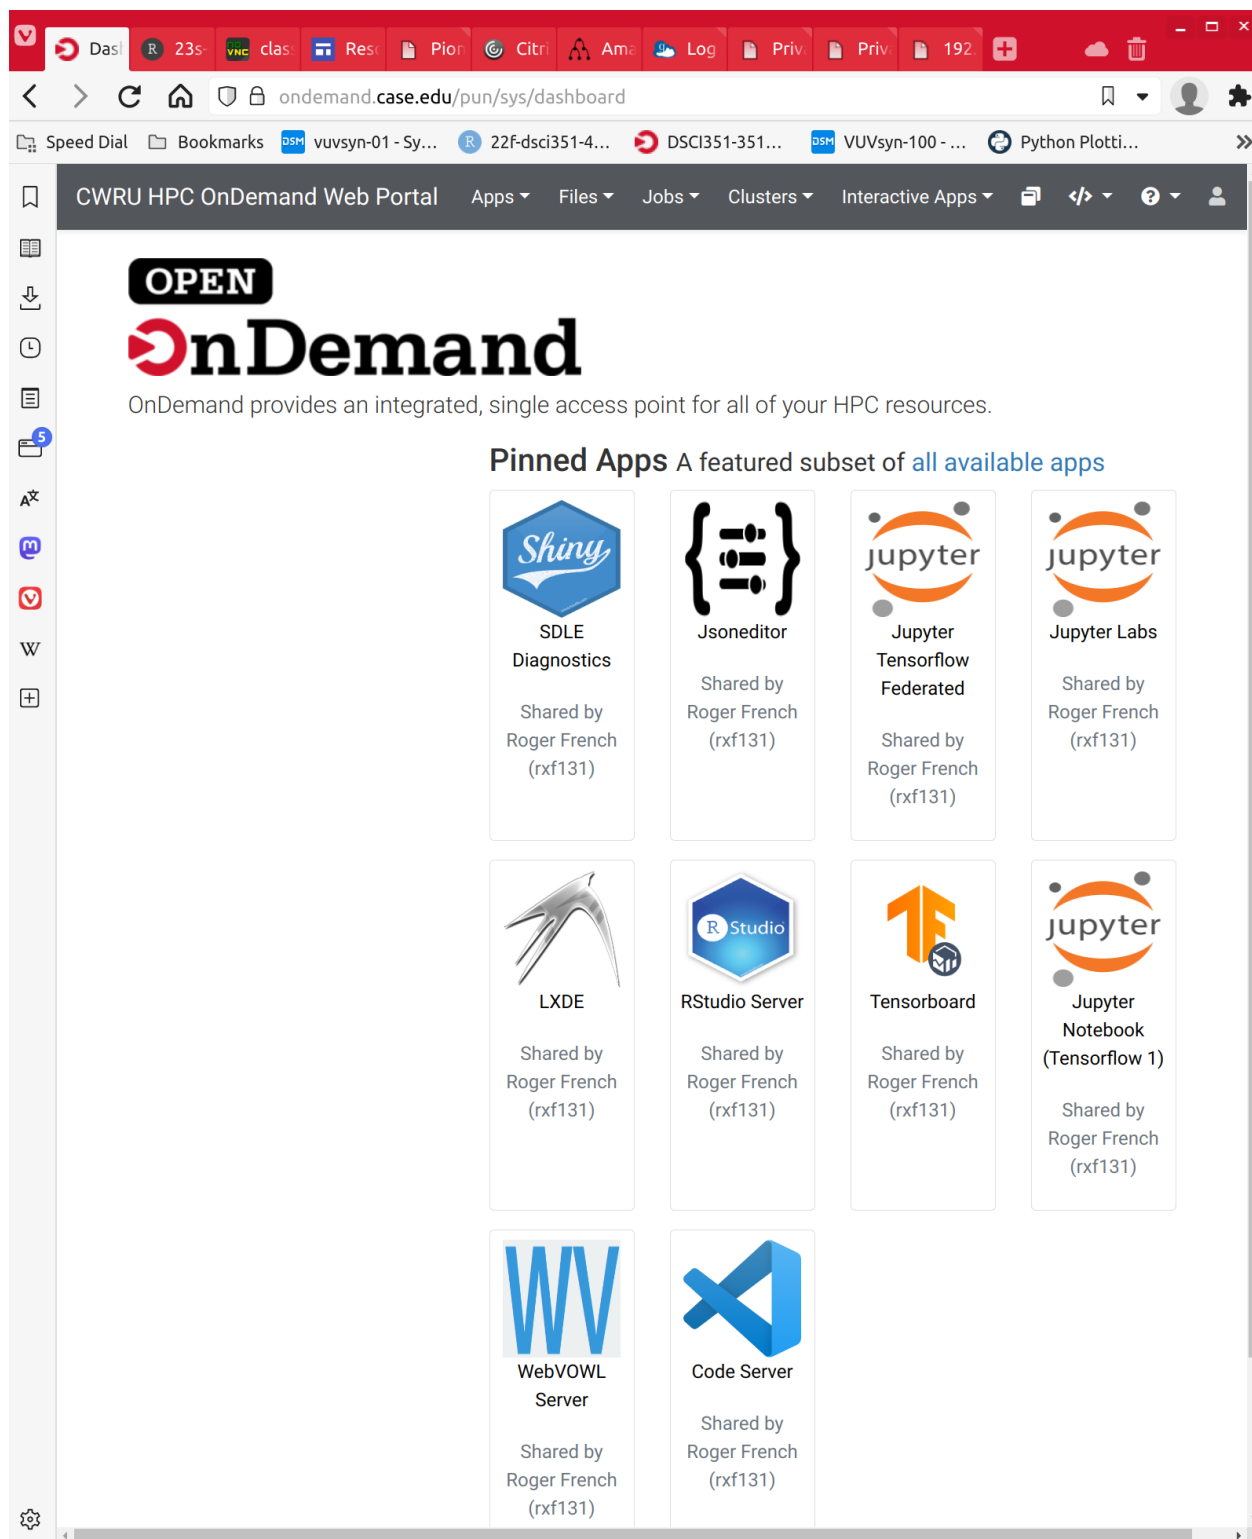 Dash
23s-
VNC
clas
Reso
Pion
Citri
Ama
Log
Priv
Priv
192.
ondemand.case.edu/pun/sys/dashboard
Speed Dial
Bookmarks
DSM vuvsyn-01 - Sy...
R 22f-dsci351-4...
DSCI351-351...
DSM VUVsyn-100 - ...
Python Plotti...
CWRU HPC OnDemand Web Portal
Apps
Files
Jobs
Clusters
Interactive Apps
5
W
OPEN
OnDemand
OnDemand provides an integrated, single access point for all of your HPC resources.
Pinned Apps A featured subset of all available apps
Shiny
SDLE
Diagnostics
Shared by
Roger French
(rxf131)
Jsoneditor
Shared by
Roger French
(rxf131)
jupyter
Jupyter
Tensorflow
Federated
Shared by
Roger French
(rxf131)
jupyter
Jupyter Labs
Shared by
Roger French
(rxf131)
LXDE
Shared by
Roger French
(rxf131)
R Studio
RStudio Server
Shared by
Roger French
(rxf131)
Tensorboard
Shared by
Roger French
(rxf131)
jupyter
Jupyter
Notebook
(Tensorflow 1)
Shared by
Roger French
(rxf131)
WV
WebVOWL
Server
Shared by
Roger French
(rxf131)
Code Server
Shared by
Roger French
(rxf131)